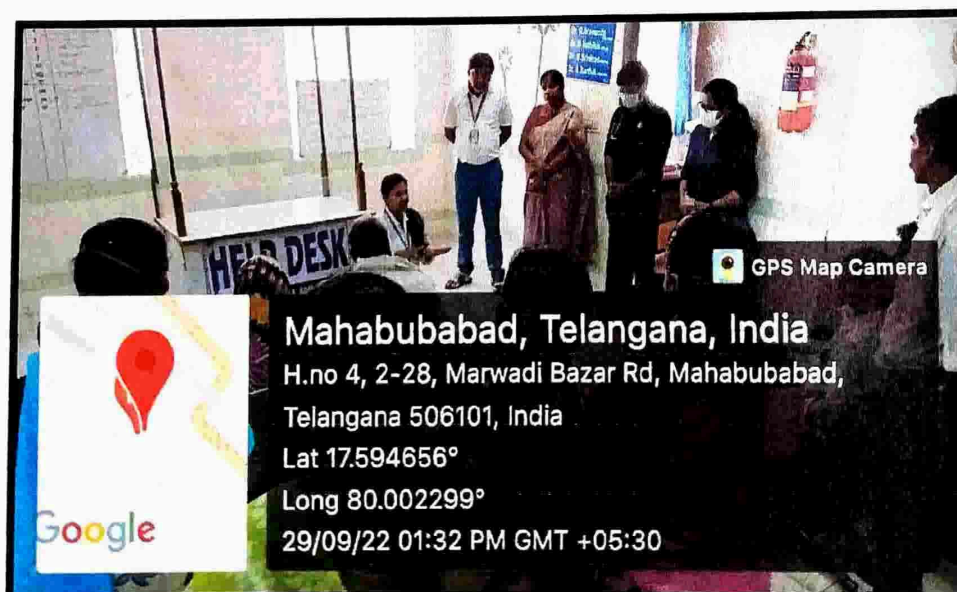 HELP DESK
GPS Map Camera
Mahabubabad, Telangana, India
H.no 4, 2-28, Marwadi Bazar Rd, Mahabubabad,
Telangana 506101, India
Lat 17.594656°
Long 80.002299°
29/09/22 01:32 PM GMT +05:30
Google